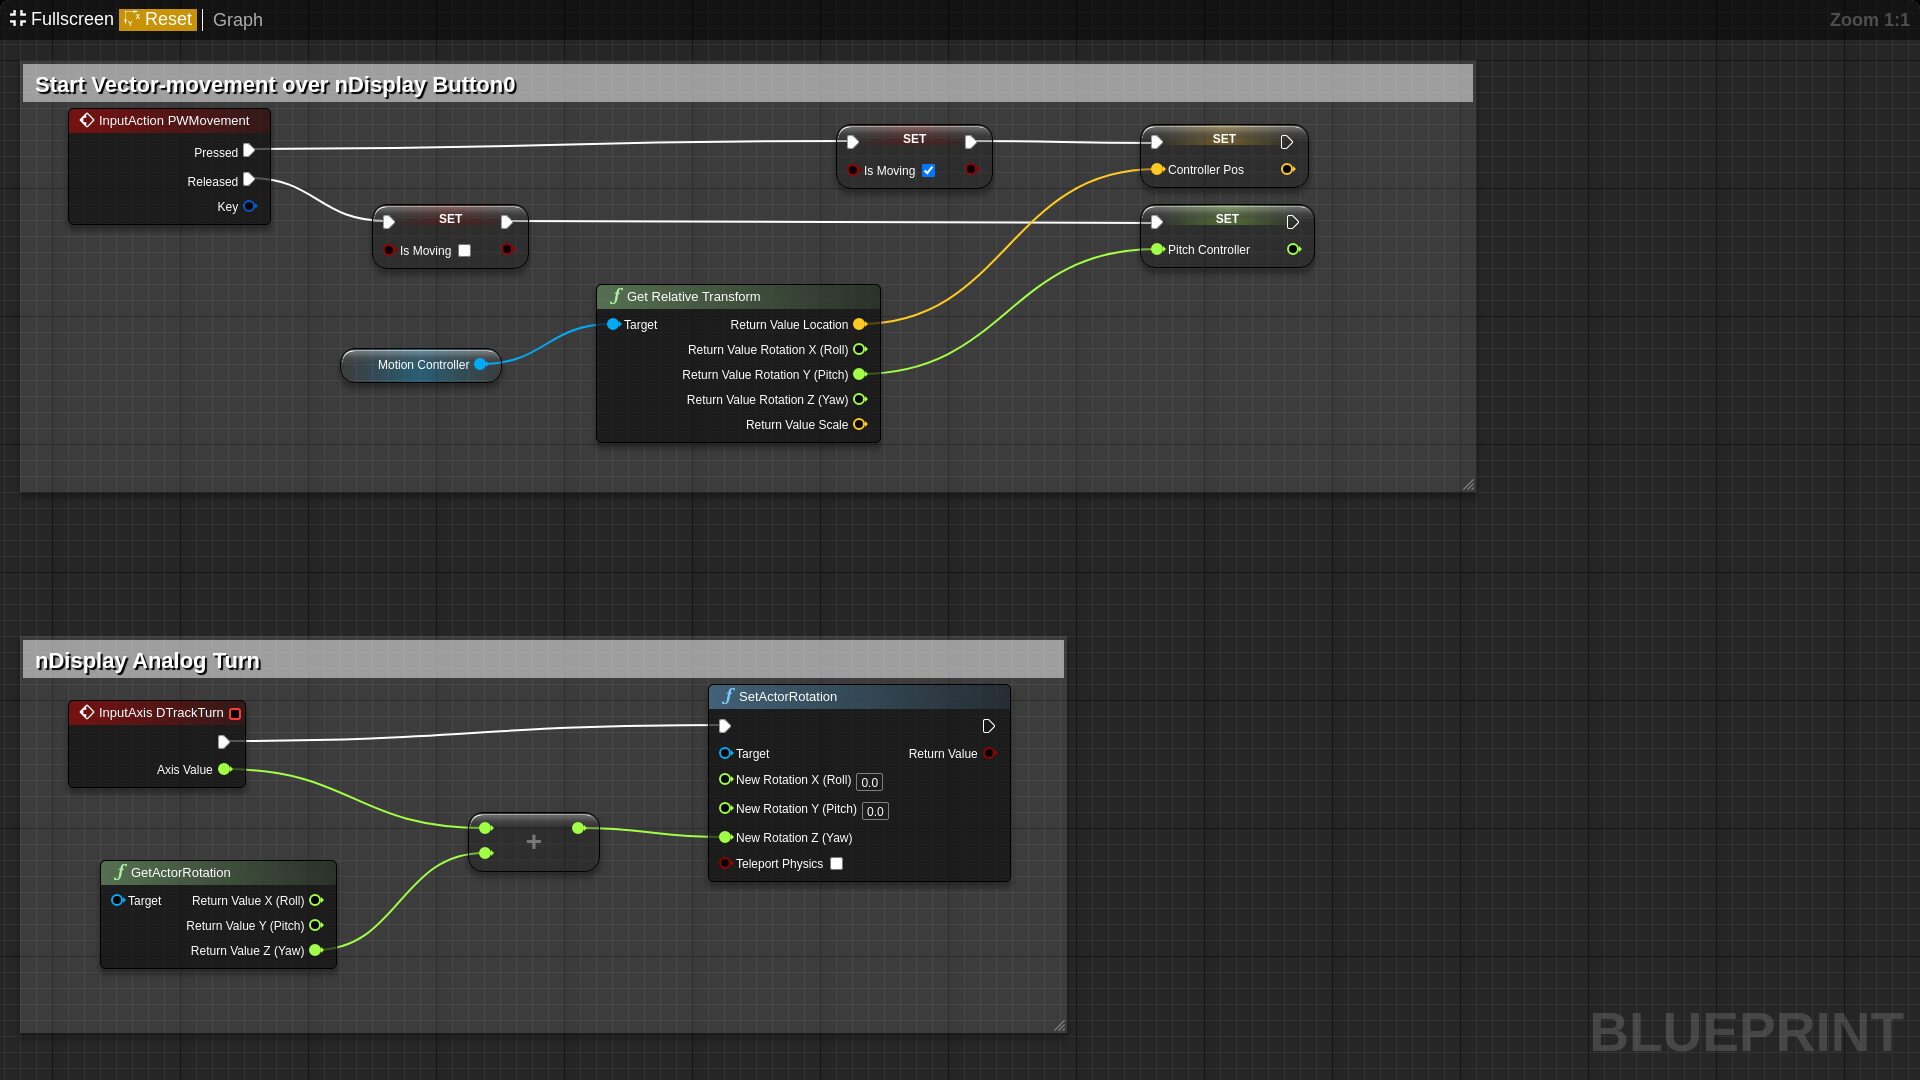 Fullscreen Reset Graph Zoom 1:1
Start Vector-movement over nDisplay Button0
InputAction PWMovement
Pressed
Released
Key
SET
Is Moving
SET
Controller Pos
SET
Is Moving
SET
Pitch Controller
Get Relative Transform
Target Return Value Location
Return Value Rotation X (Roll)
Return Value Rotation Y (Pitch)
Return Value Rotation Z (Yaw)
Return Value Scale
Motion Controller
nDisplay Analog Turn
InputAxis DTrackTurn
Axis Value
SetActorRotation
Target Return Value
New Rotation X (Roll) 0.0
New Rotation Y (Pitch) 0.0
New Rotation Z (Yaw)
Teleport Physics
+
GetActorRotation
Target Return Value X (Roll)
Return Value Y (Pitch)
Return Value Z (Yaw)
BLUEPRINT